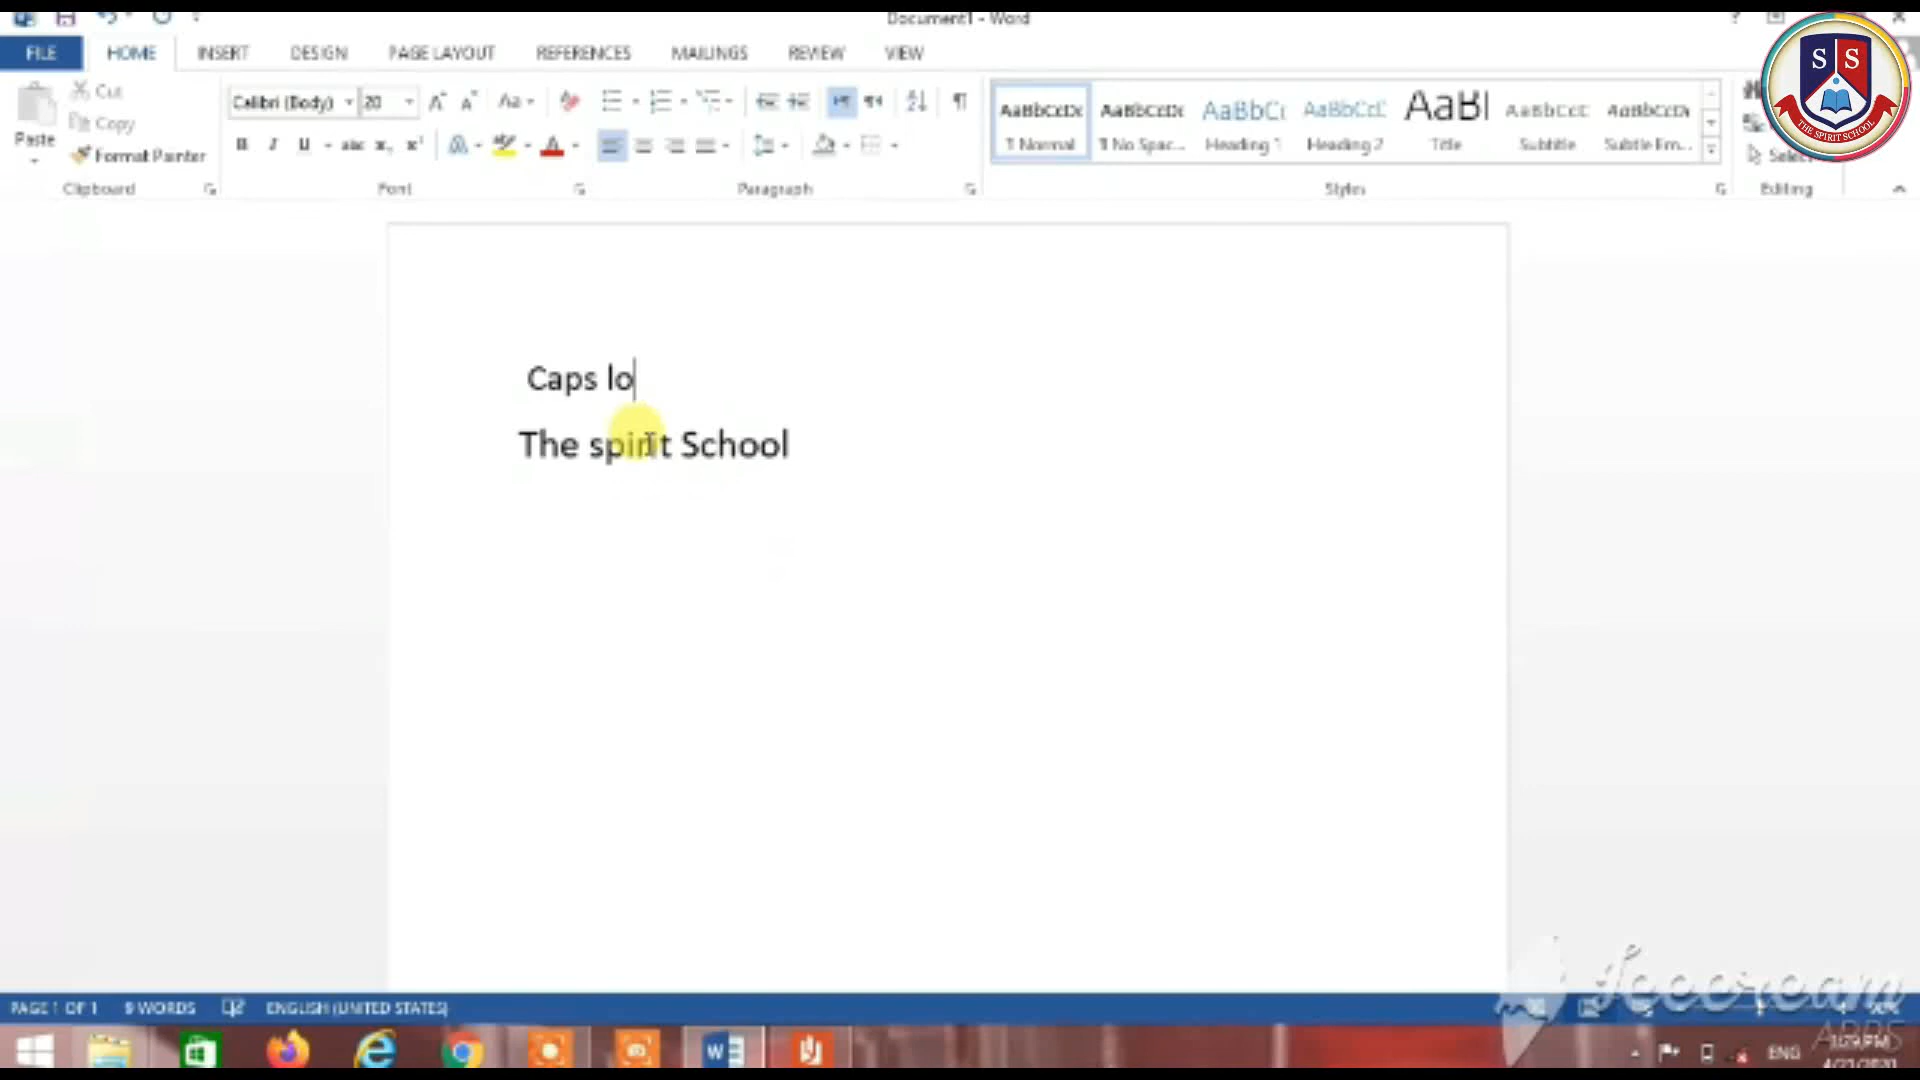 Document1 - Word
FILE HOME INSERT DESIGN PAGE LAYOUT REFERENCES MAILINGS REVIEW VIEW
S S
THE SPIRIT SCHOOL
Cut
Copy
Format Painter
Paste
Clipboard
Calibri (Body) 20
Font
Paragraph
AaBbCcDc AaBbCcDc AaBbCc AaBbCcC AaBl AaBbCcC AaBbCcDc
¶ Normal ¶ No Spac... Heading 1 Heading 2 Title Subtitle Subtle Em...
Styles
Select
Editing
Caps lo
The spirit School
PAGE 1 OF 1 9 WORDS ENGLISH (UNITED STATES)
Icecream
APPS
ENG